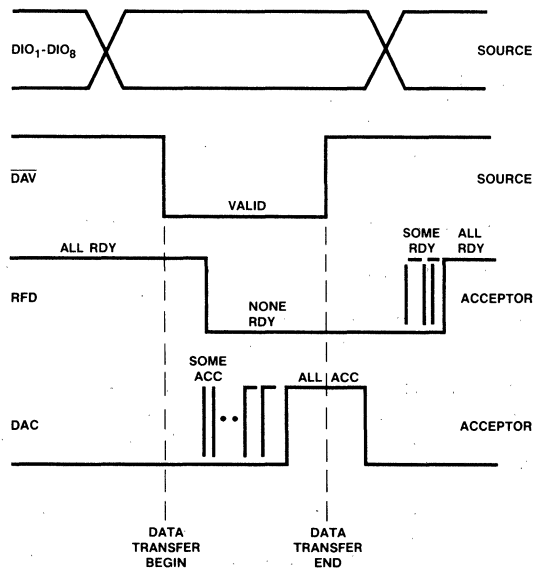 DIO1-DIO8
SOURCE
DAV
SOURCE
VALID
ALL RDY
SOME
RDY
ALL
RDY
RFD
NONE
RDY
ACCEPTOR
SOME
ACC
ALL ACC
DAC
ACCEPTOR
DATA
TRANSFER
BEGIN
DATA
TRANSFER
END